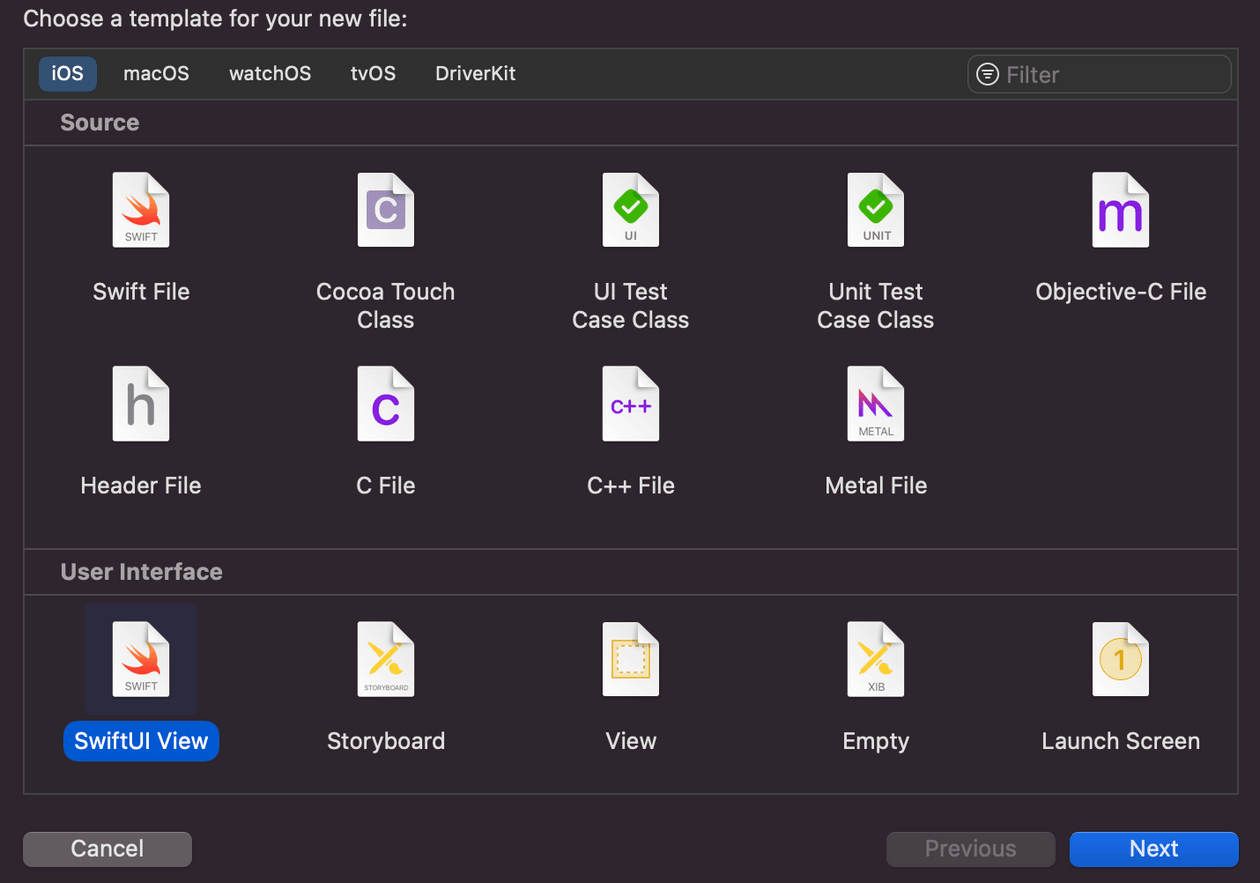 Choose a template for your new file:
iOS macOS watchOS tvOS DriverKit Filter
Source
SWIFT C UI UNIT m
Swift File Cocoa Touch Class UI Test Case Class Unit Test Case Class Objective-C File
h C C++ METAL
Header File C File C++ File Metal File
User Interface
SWIFT STORYBOARD XIB 1
SwiftUI View Storyboard View Empty Launch Screen
Cancel Previous Next